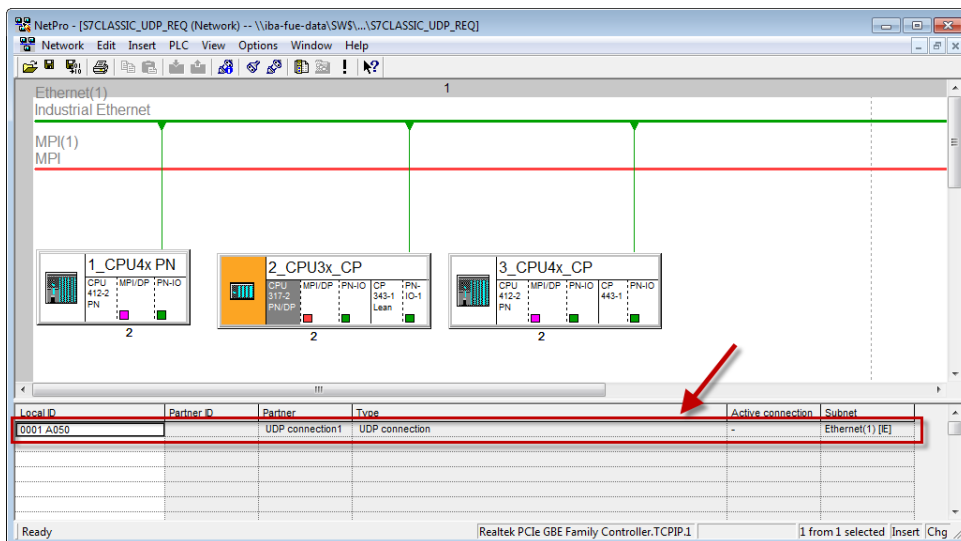 NetPro - [S7CLASSIC_UDP_REQ (Network) -- \\iba-fue-data\SW$\...\S7CLASSIC_UDP_REQ]
Network Edit Insert PLC View Options Window Help
1
Ethernet(1)
Industrial Ethernet
MPI(1)
MPI
1_CPU4x PN
CPU 412-2 PN
MPI/DP
PN-IO
2
2_CPU3x_CP
CPU 317-2 PN/DP
MPI/DP
PN-IO
CP 343-1 Lean
PN-IO-1
2
3_CPU4x_CP
CPU 412-2 PN
MPI/DP
PN-IO
CP 443-1
PN-IO
2
Local ID Partner ID Partner Type Active connection Subnet
0001 A050 UDP connection1 UDP connection - Ethernet(1) [IE]
Ready Realtek PCIe GBE Family Controller.TCPIP.1 1 from 1 selected Insert Chg